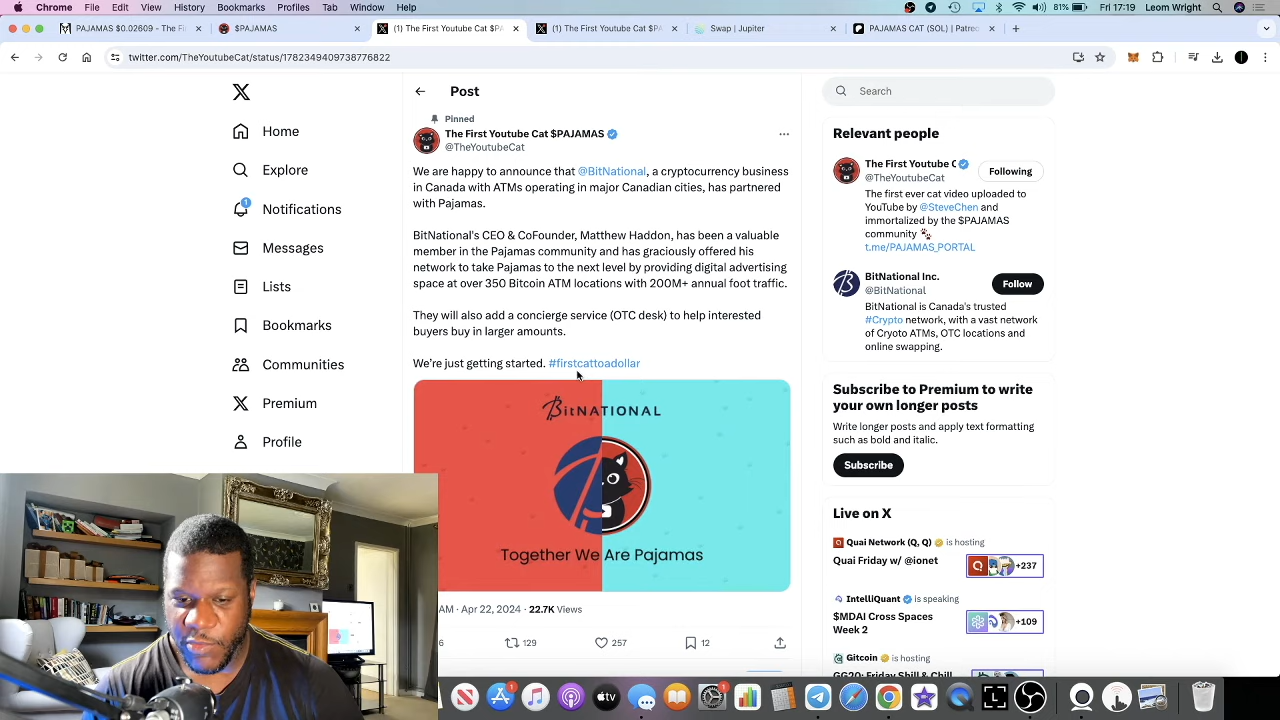 Chrome File Edit View History Bookmarks Profiles Tab Window Help 81% Fri 17:19 Leom Wright
PAJAMAS $0.02609 - The Fi
$PAJAMAS
(1) The First Youtube Cat $PA
(1) The First Youtube Cat $PA
Swap | Jupiter
PAJAMAS CAT (SOL) | Patreo
twitter.com/TheYoutubeCat/status/1782349409738776822
Home
Explore
Notifications
1
Messages
Lists
Bookmarks
Communities
Premium
Profile
Post
Pinned
The First Youtube Cat $PAJAMAS
@TheYoutubeCat
We are happy to announce that @BitNational, a cryptocurrency business
in Canada with ATMs operating in major Canadian cities, has partnered
with Pajamas.
BitNational's CEO & CoFounder, Matthew Haddon, has been a valuable
member in the Pajamas community and has graciously offered his
network to take Pajamas to the next level by providing digital advertising
space at over 350 Bitcoin ATM locations with 200M+ annual foot traffic.
They will also add a concierge service (OTC desk) to help interested
buyers buy in larger amounts.
We're just getting started. #firstcattoadollar
BitNATIONAL
Together We Are Pajamas
AM · Apr 22, 2024 · 22.7K Views
6 129 257 12
Search
Relevant people
The First Youtube C
@TheYoutubeCat
Following
The first ever cat video uploaded to
YouTube by @SteveChen and
immortalized by the $PAJAMAS
community
t.me/PAJAMAS_PORTAL
BitNational Inc.
@BitNational
Follow
BitNational is Canada's trusted
#Crypto network, with a vast network
of Cryoto ATMs, OTC locations and
online swapping.
Subscribe to Premium to write
your own longer posts
Write longer posts and apply text formatting
such as bold and italic.
Subscribe
Live on X
Quai Network (Q, Q) is hosting
Quai Friday w/ @ionet
+237
IntelliQuant is speaking
$MDAI Cross Spaces
Week 2
+109
Gitcoin is hosting